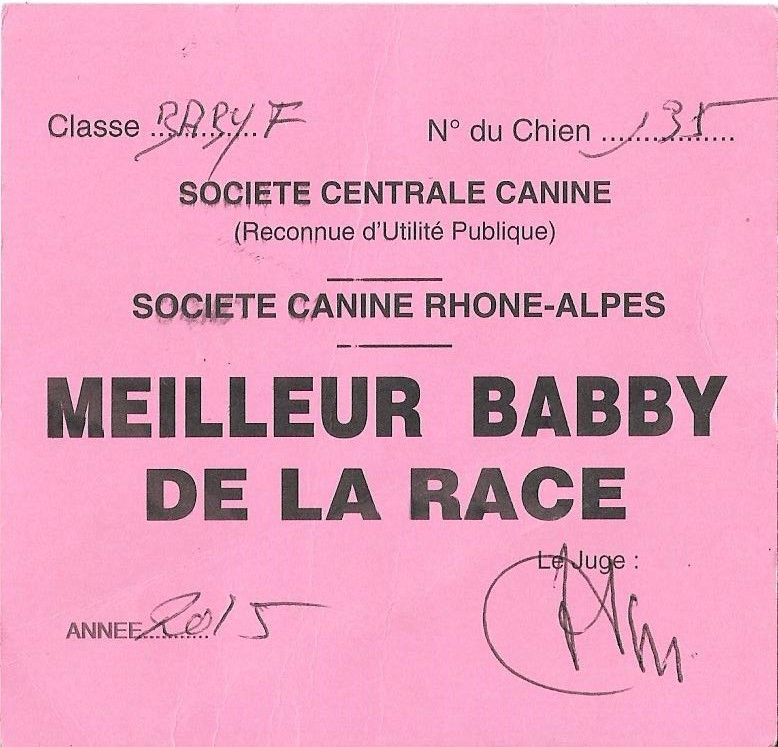 Classe BABY F N° du Chien 135
SOCIETE CENTRALE CANINE
(Reconnue d'Utilité Publique)
SOCIETE CANINE RHONE-ALPES
MEILLEUR BABBY
DE LA RACE
Le Juge :
ANNEE 2015